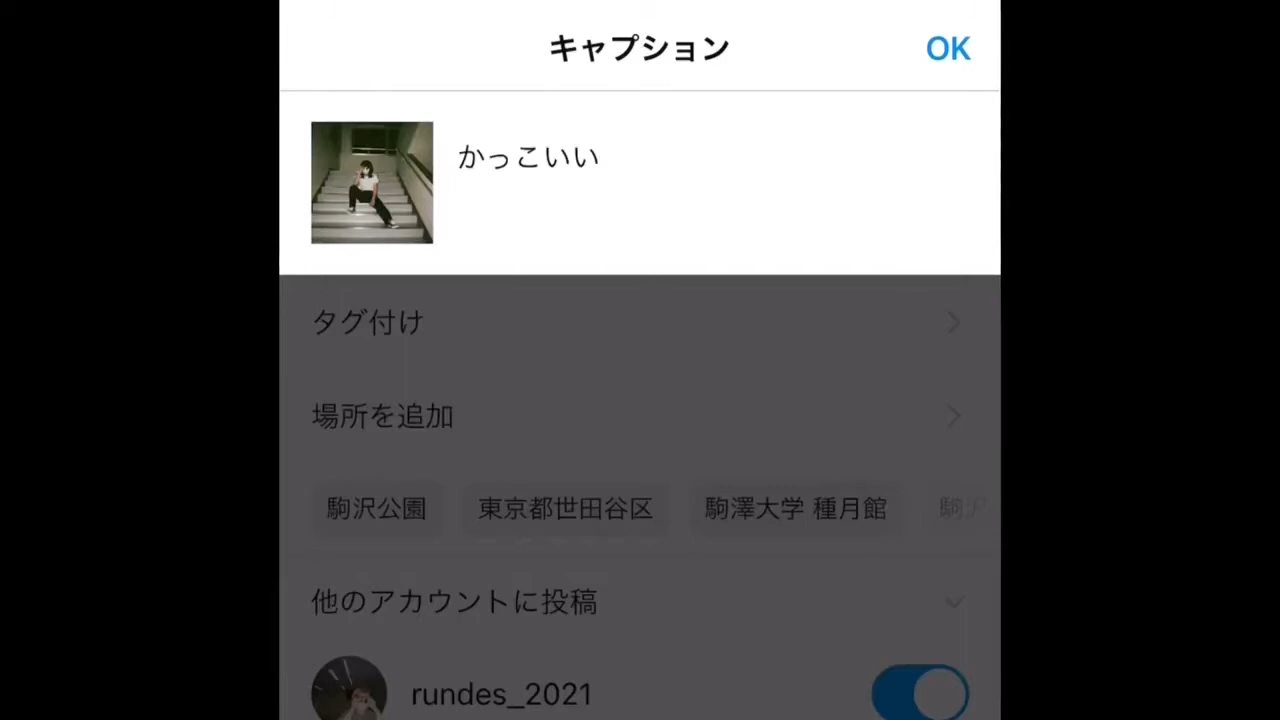 キャプション
OK
かっこいい
タグ付け
場所を追加
駒沢公園 東京都世田谷区 駒澤大学 種月館 駒沢
他のアカウントに投稿
rundes_2021